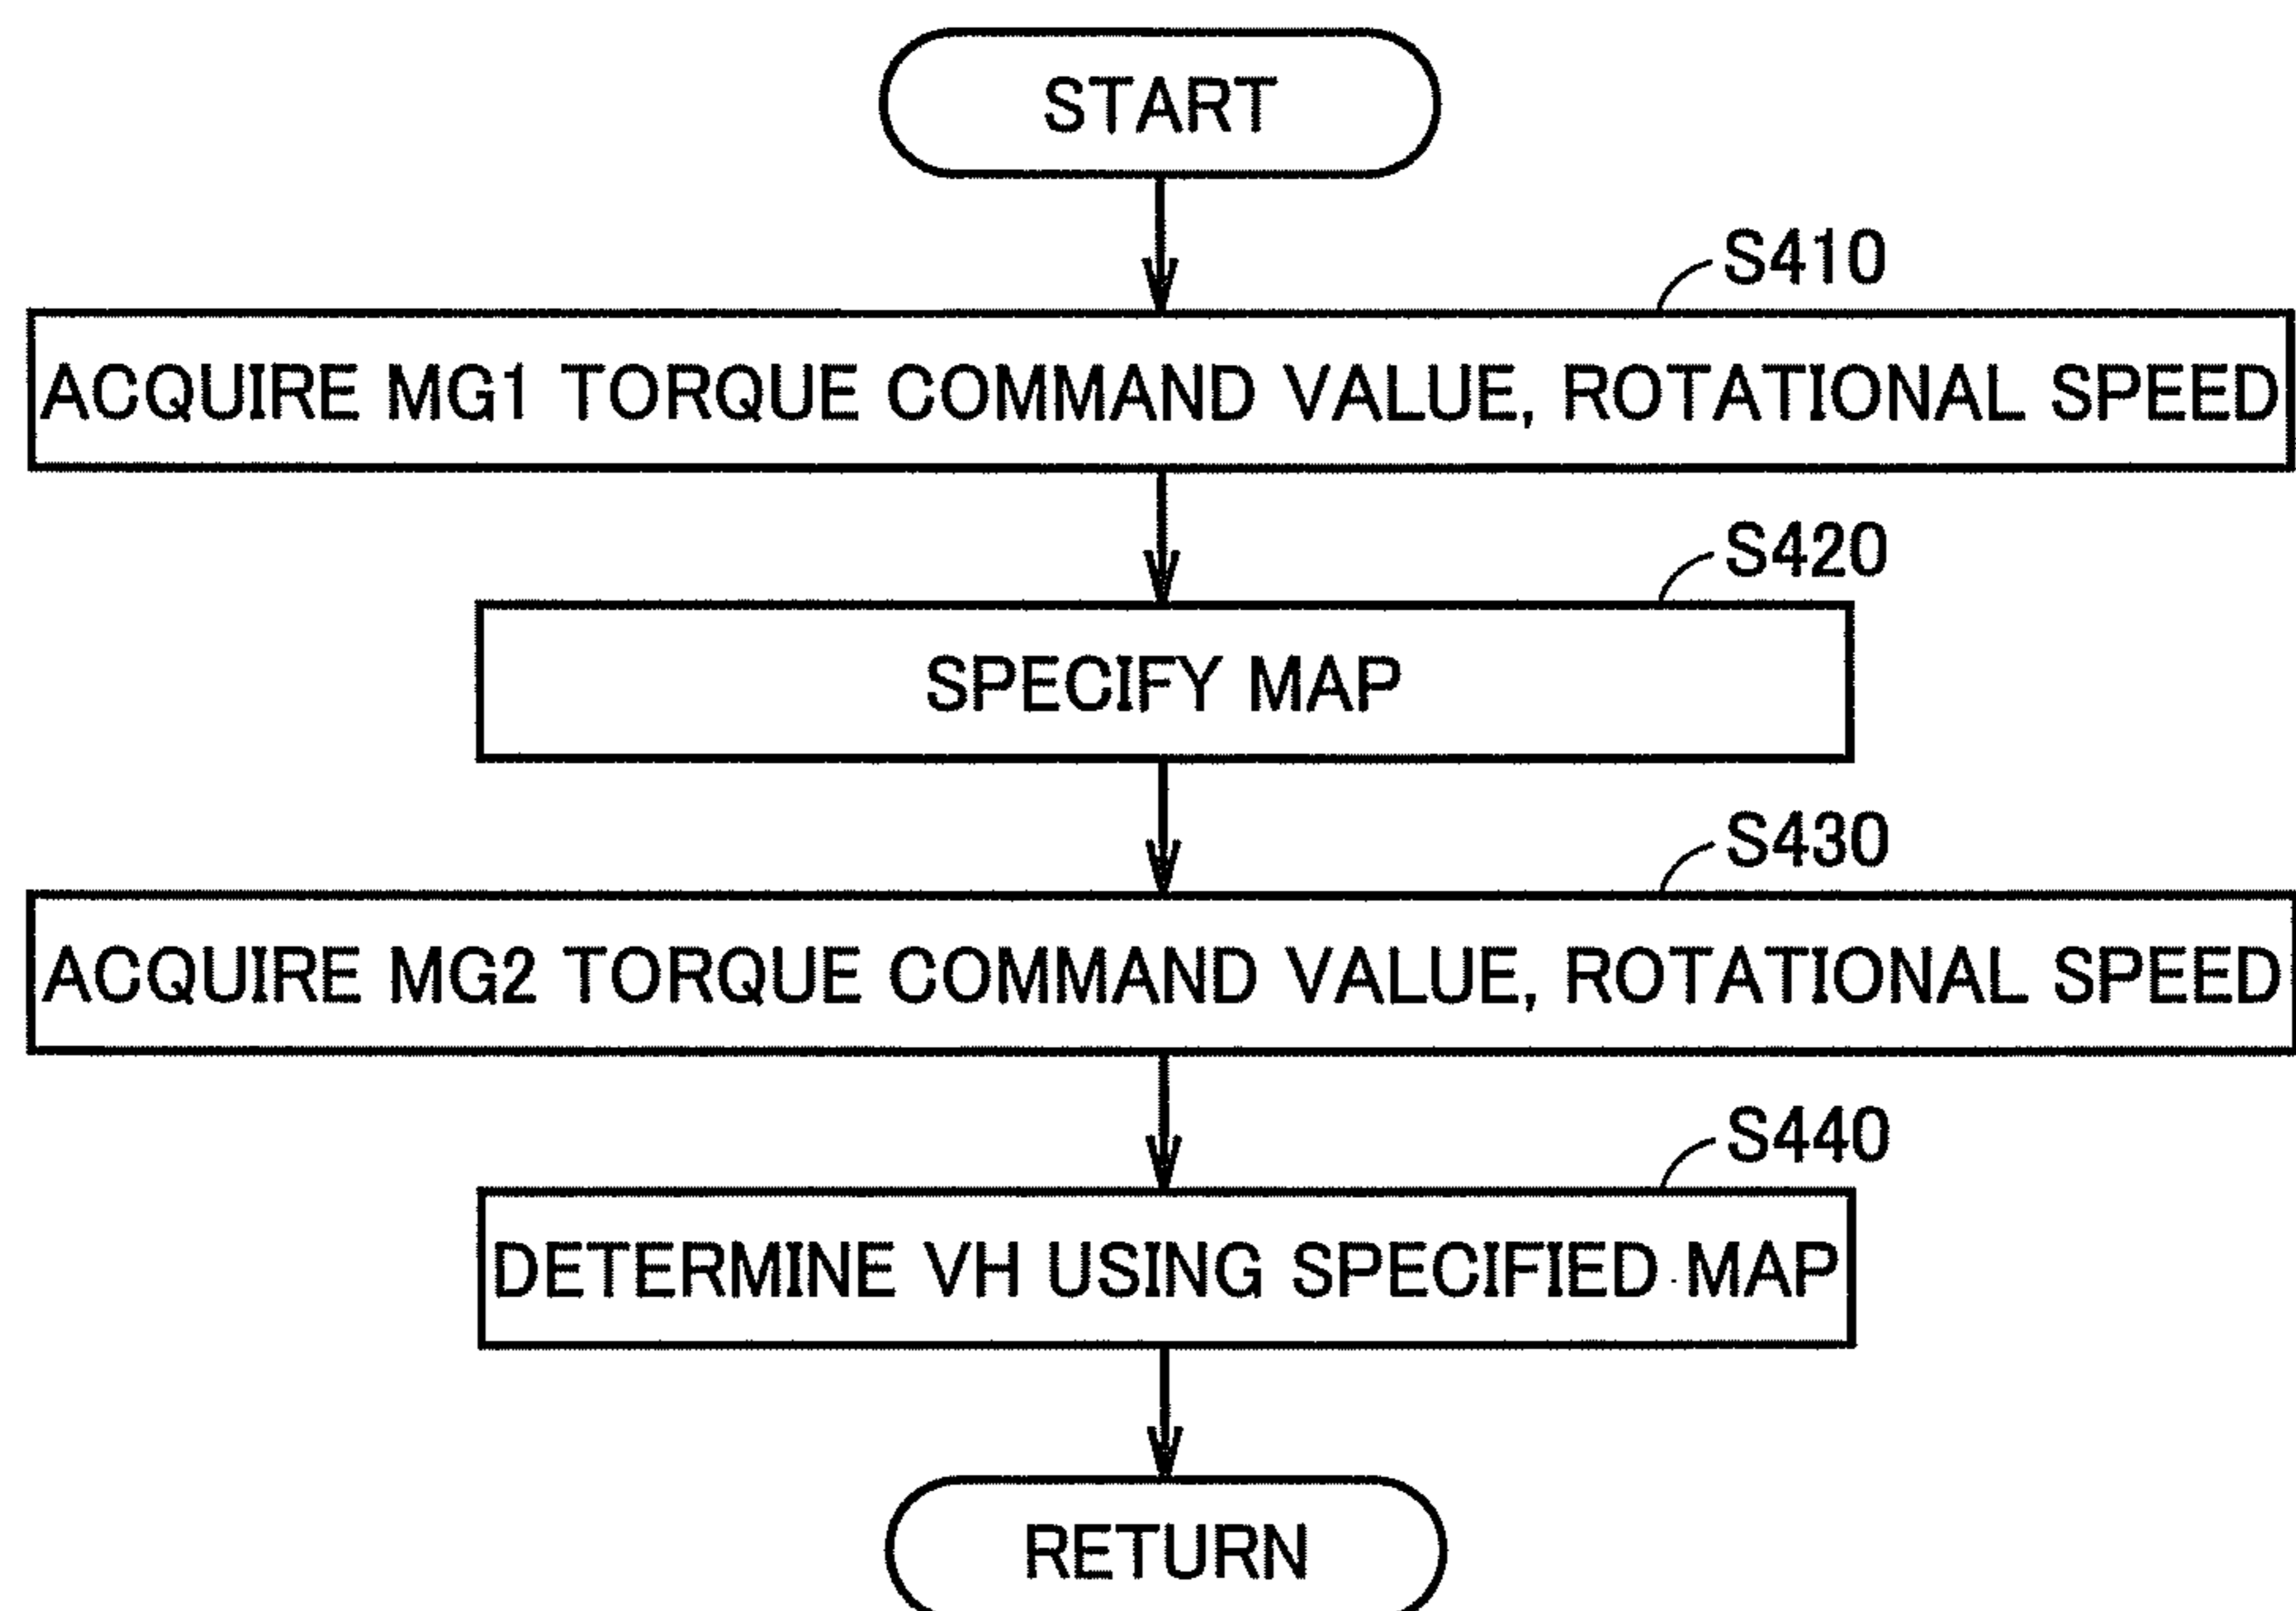 START
S410
ACQUIRE MG1 TORQUE COMMAND VALUE, ROTATIONAL SPEED
S420
SPECIFY MAP
S430
ACQUIRE MG2 TORQUE COMMAND VALUE, ROTATIONAL SPEED
S440
DETERMINE VH USING SPECIFIED MAP
RETURN